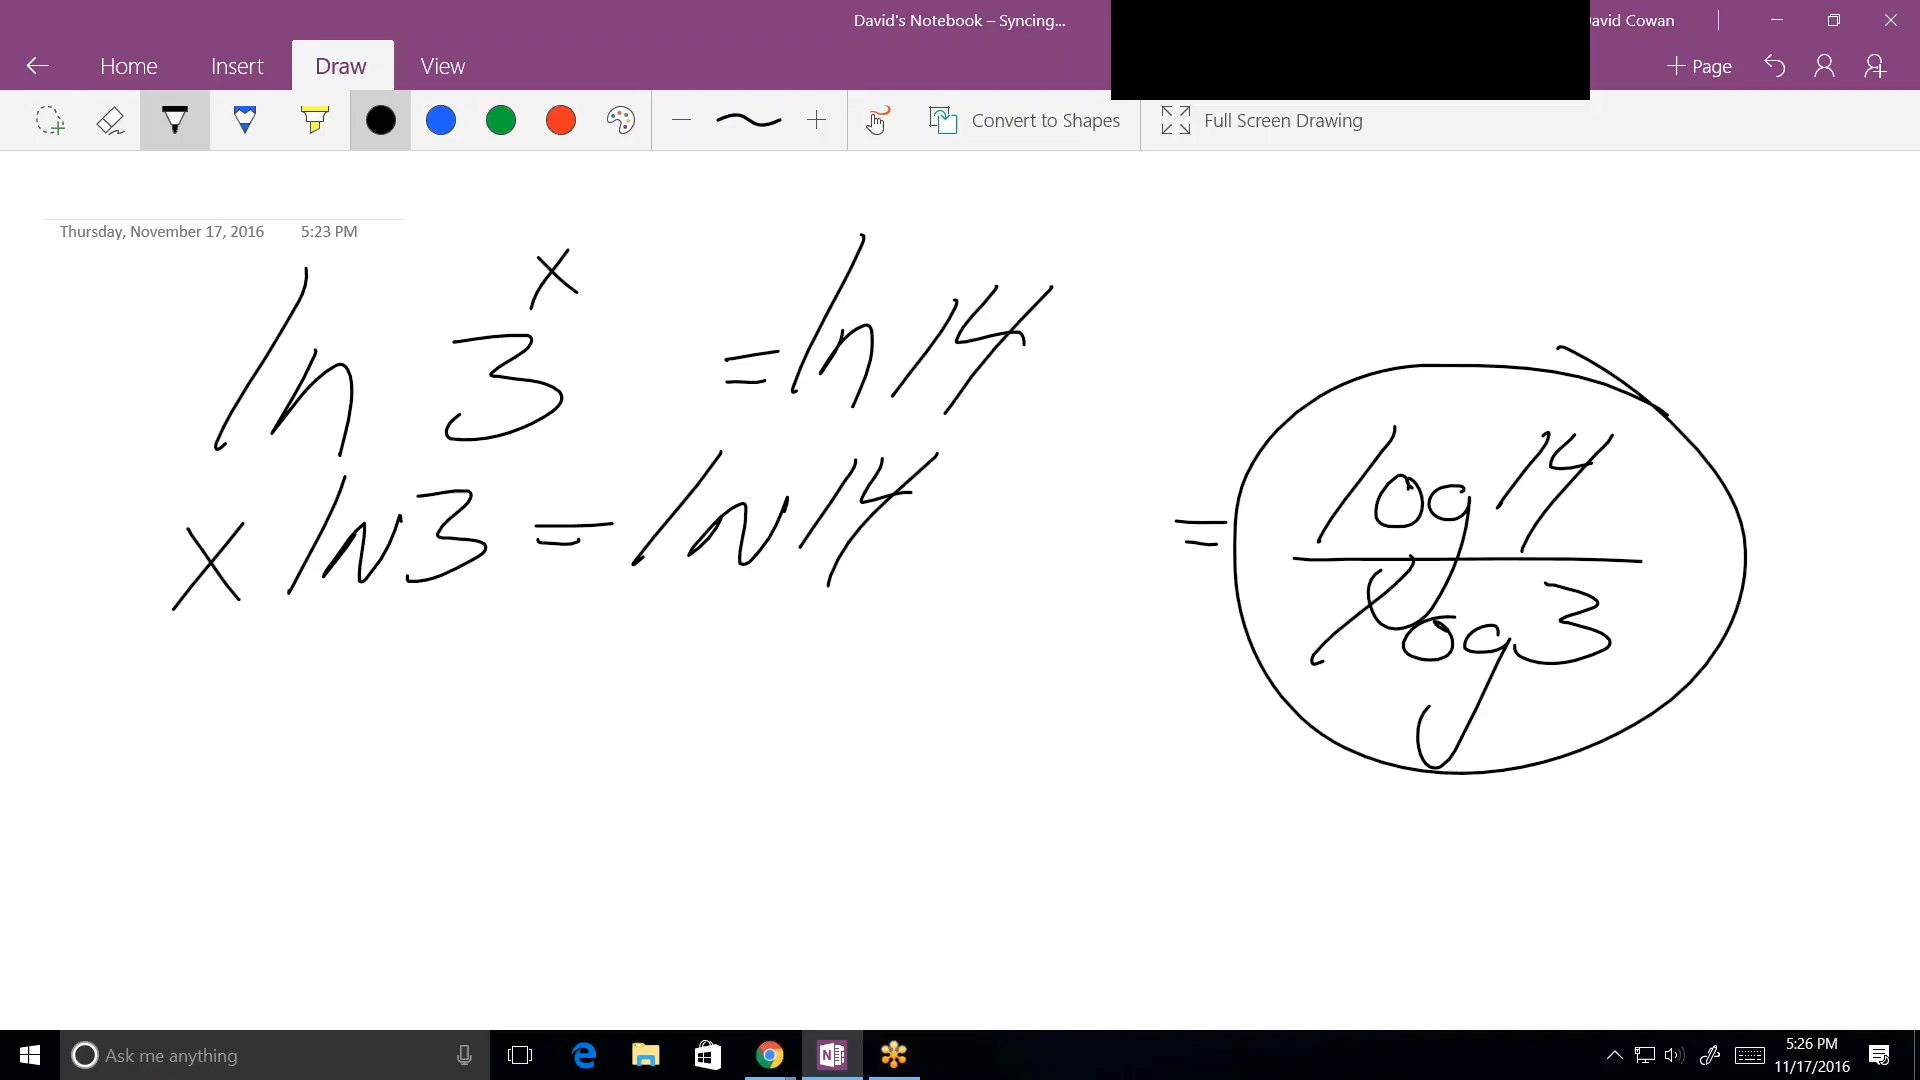 David's Notebook – Syncing...
avid Cowan
Home Insert Draw View
Page
Convert to Shapes
Full Screen Drawing
Thursday, November 17, 2016 5:23 PM
ln 3^x = ln 14
x ln 3 = ln 14
= log 14 / log 3
Ask me anything
5:26 PM
11/17/2016